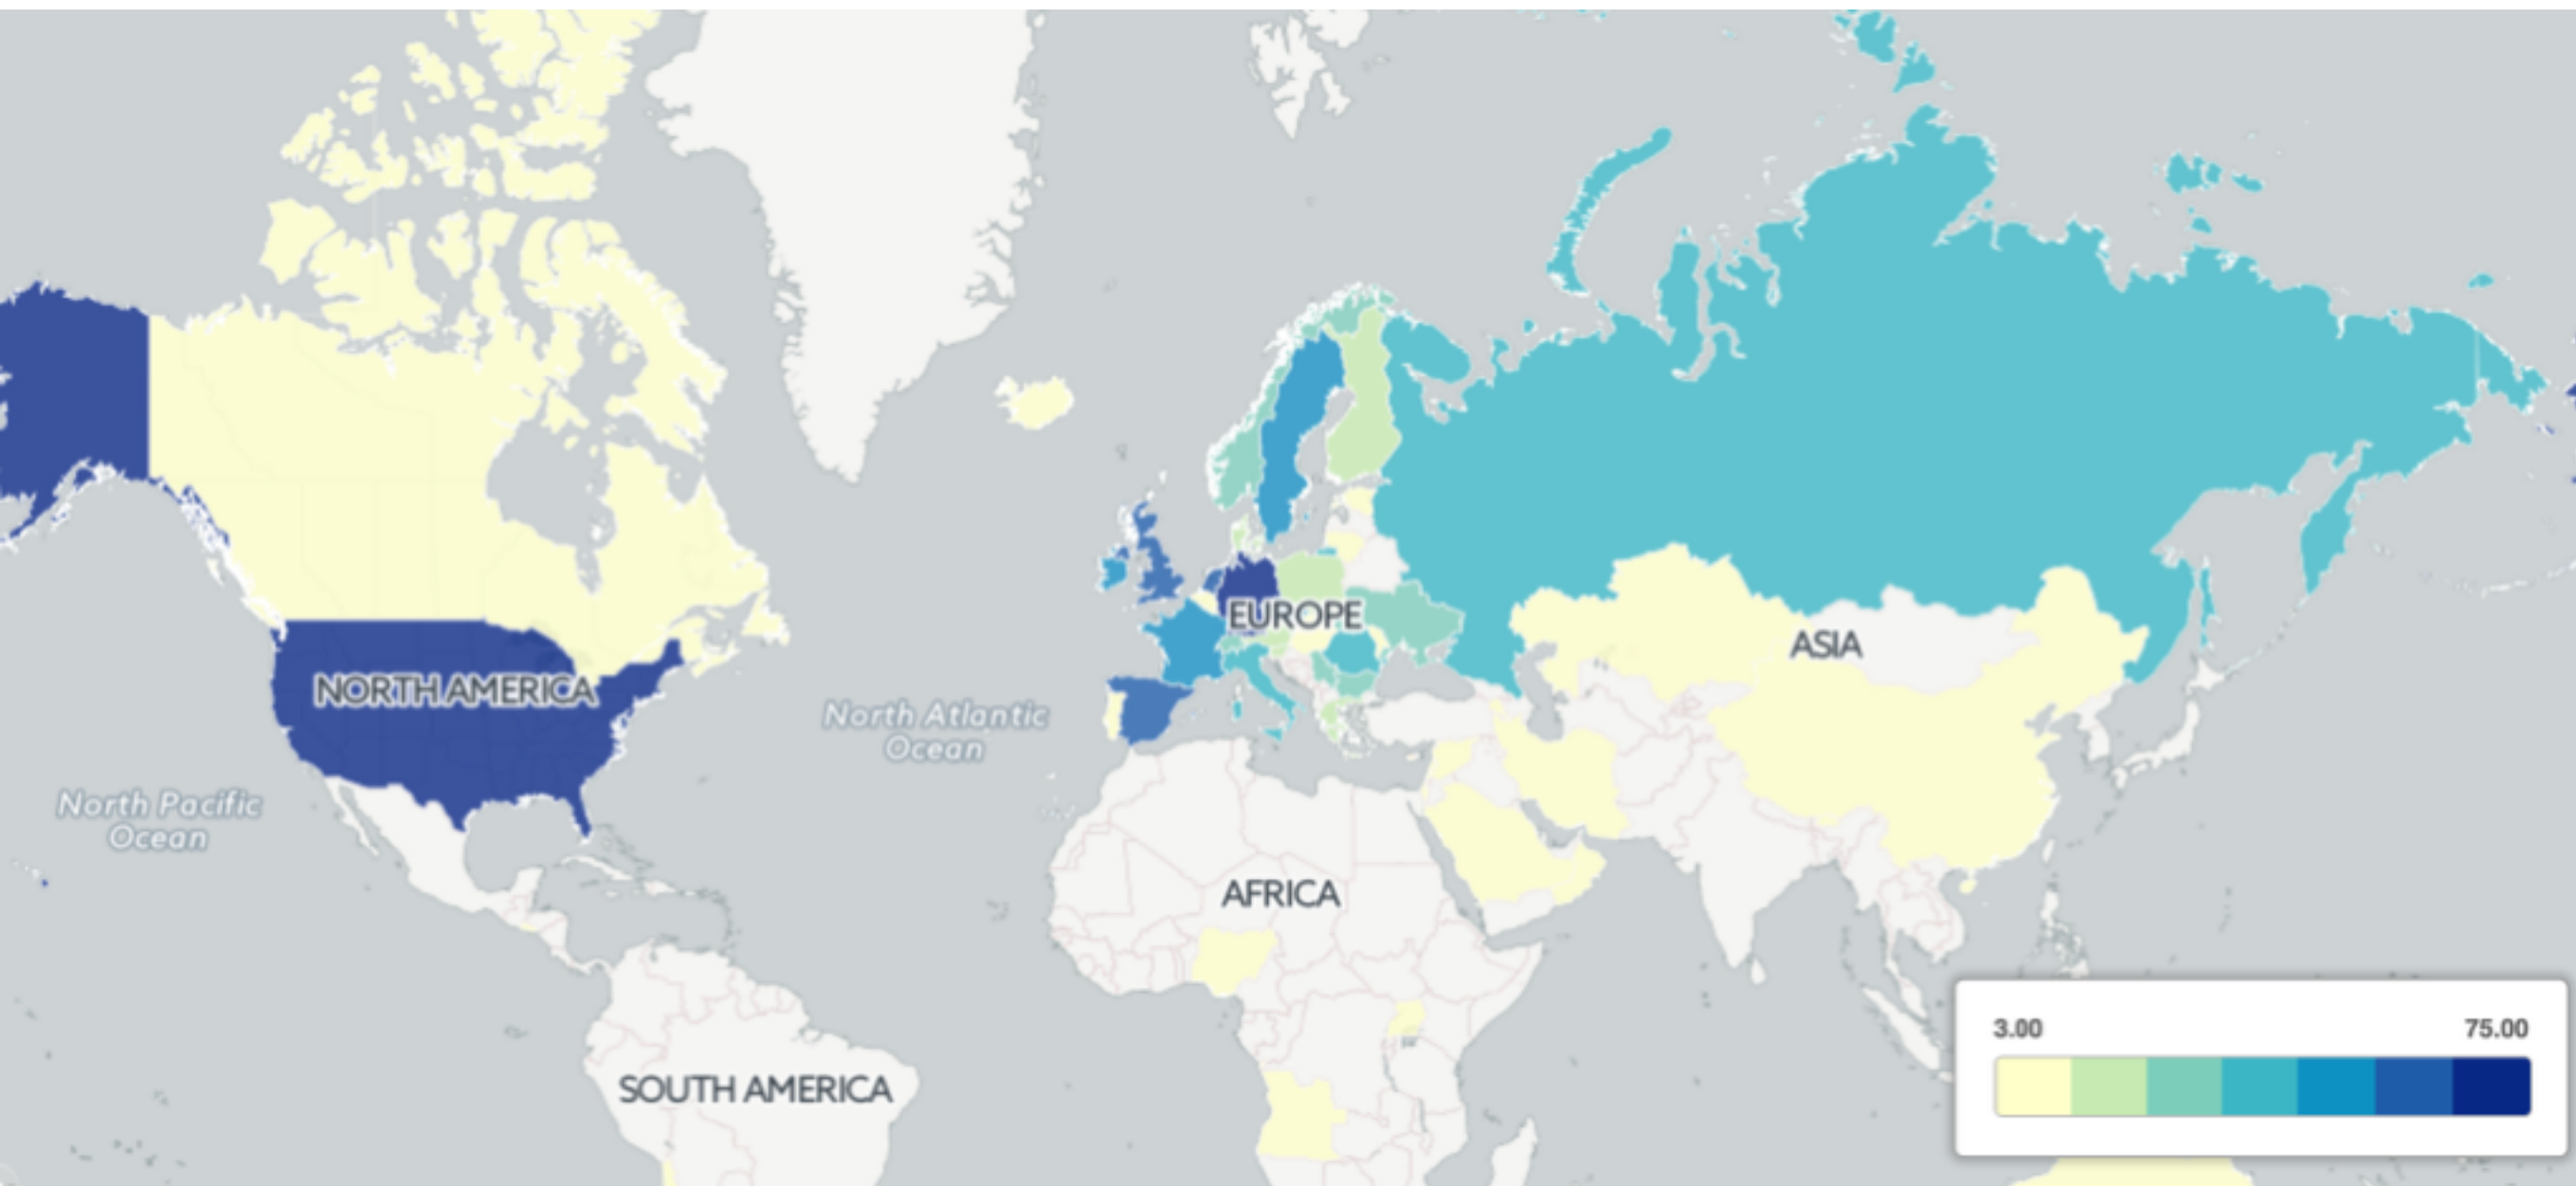 NORTH AMERICA
North Atlantic
Ocean
North Pacific
Ocean
EUROPE
ASIA
AFRICA
SOUTH AMERICA
3.00 75.00